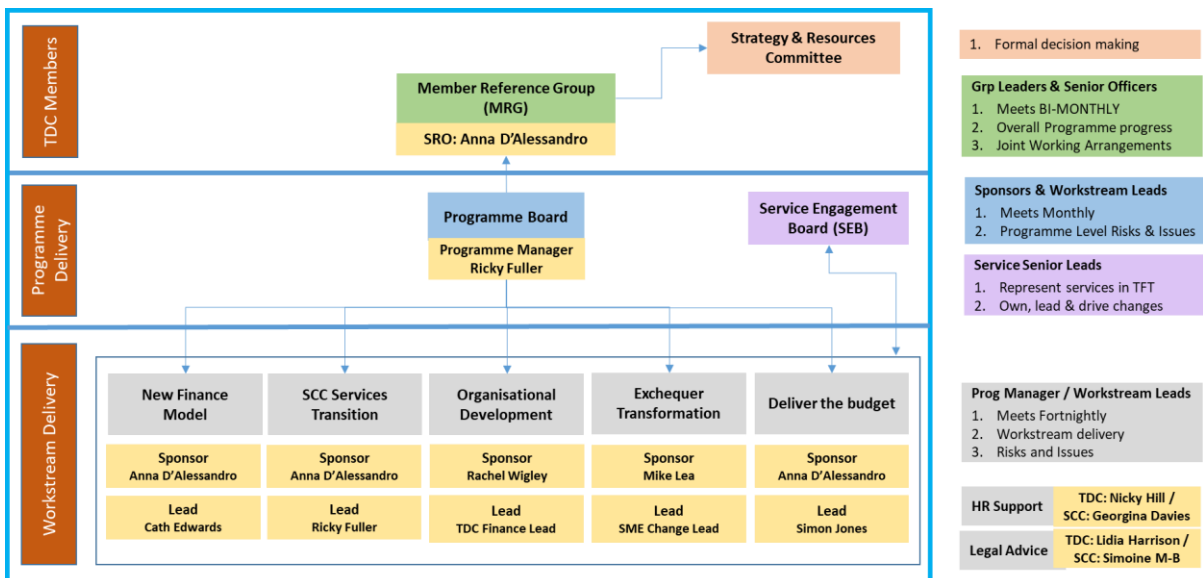 TDC Members
Strategy & Resources
Committee
Member Reference Group
(MRG)
SRO: Anna D'Alessandro
Programme
Delivery
Programme Board
Programme Manager
Ricky Fuller
Service Engagement
Board (SEB)
Workstream Delivery
New Finance
Model
Sponsor
Anna D'Alessandro
Lead
Cath Edwards
SCC Services
Transition
Sponsor
Anna D'Alessandro
Lead
Ricky Fuller
Organisational
Development
Sponsor
Rachel Wigley
Lead
TDC Finance Lead
Exchequer
Transformation
Sponsor
Mike Lea
Lead
SME Change Lead
Deliver the budget
Sponsor
Anna D'Alessandro
Lead
Simon Jones
1. Formal decision making
Grp Leaders & Senior Officers
1. Meets BI-MONTHLY
2. Overall Programme progress
3. Joint Working Arrangements
Sponsors & Workstream Leads
1. Meets Monthly
2. Programme Level Risks & Issues
Service Senior Leads
1. Represent services in TFT
2. Own, lead & drive changes
Prog Manager / Workstream Leads
1. Meets Fortnightly
2. Workstream delivery
3. Risks and Issues
HR Support
TDC: Nicky Hill /
SCC: Georgina Davies
Legal Advice
TDC: Lidia Harrison /
SCC: Simoine M-B